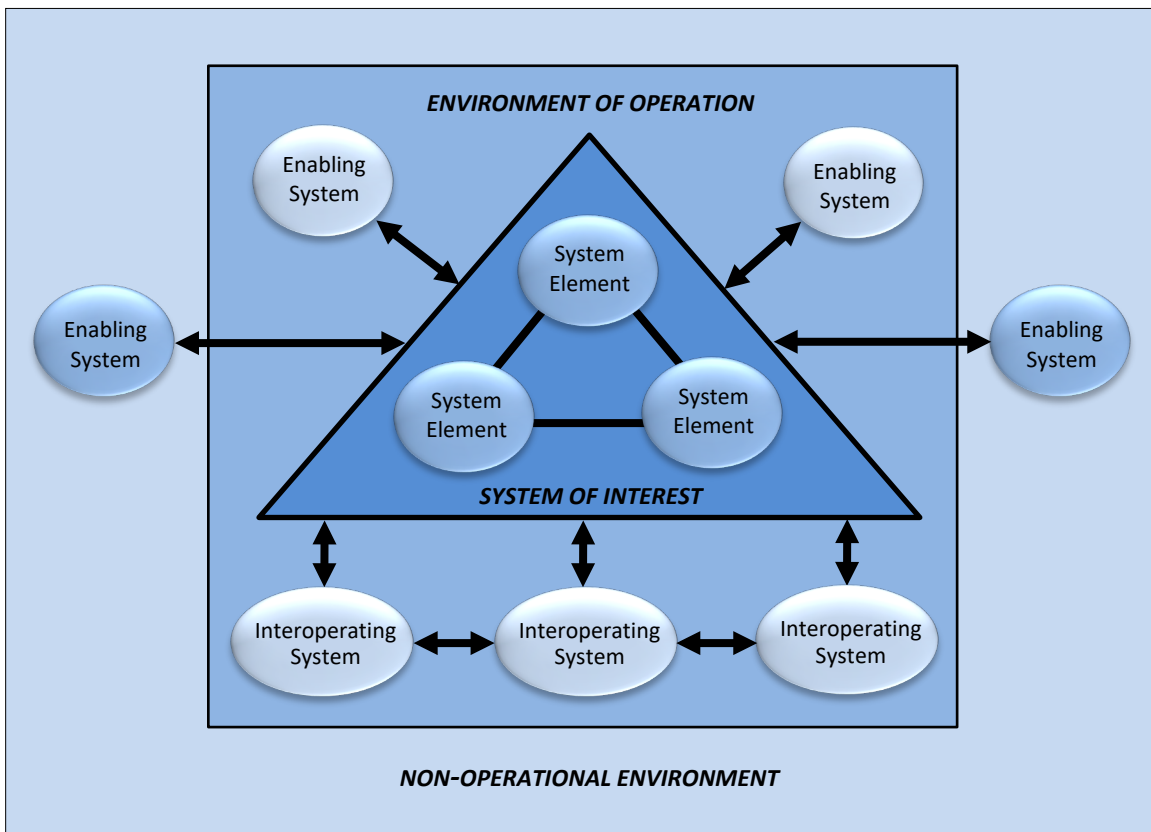 ENVIRONMENT OF OPERATION
Enabling
System
Enabling
System
System
Element
Enabling
System
Enabling
System
System
Element
System
Element
SYSTEM OF INTEREST
Interoperating
System
Interoperating
System
Interoperating
System
NON-OPERATIONAL ENVIRONMENT